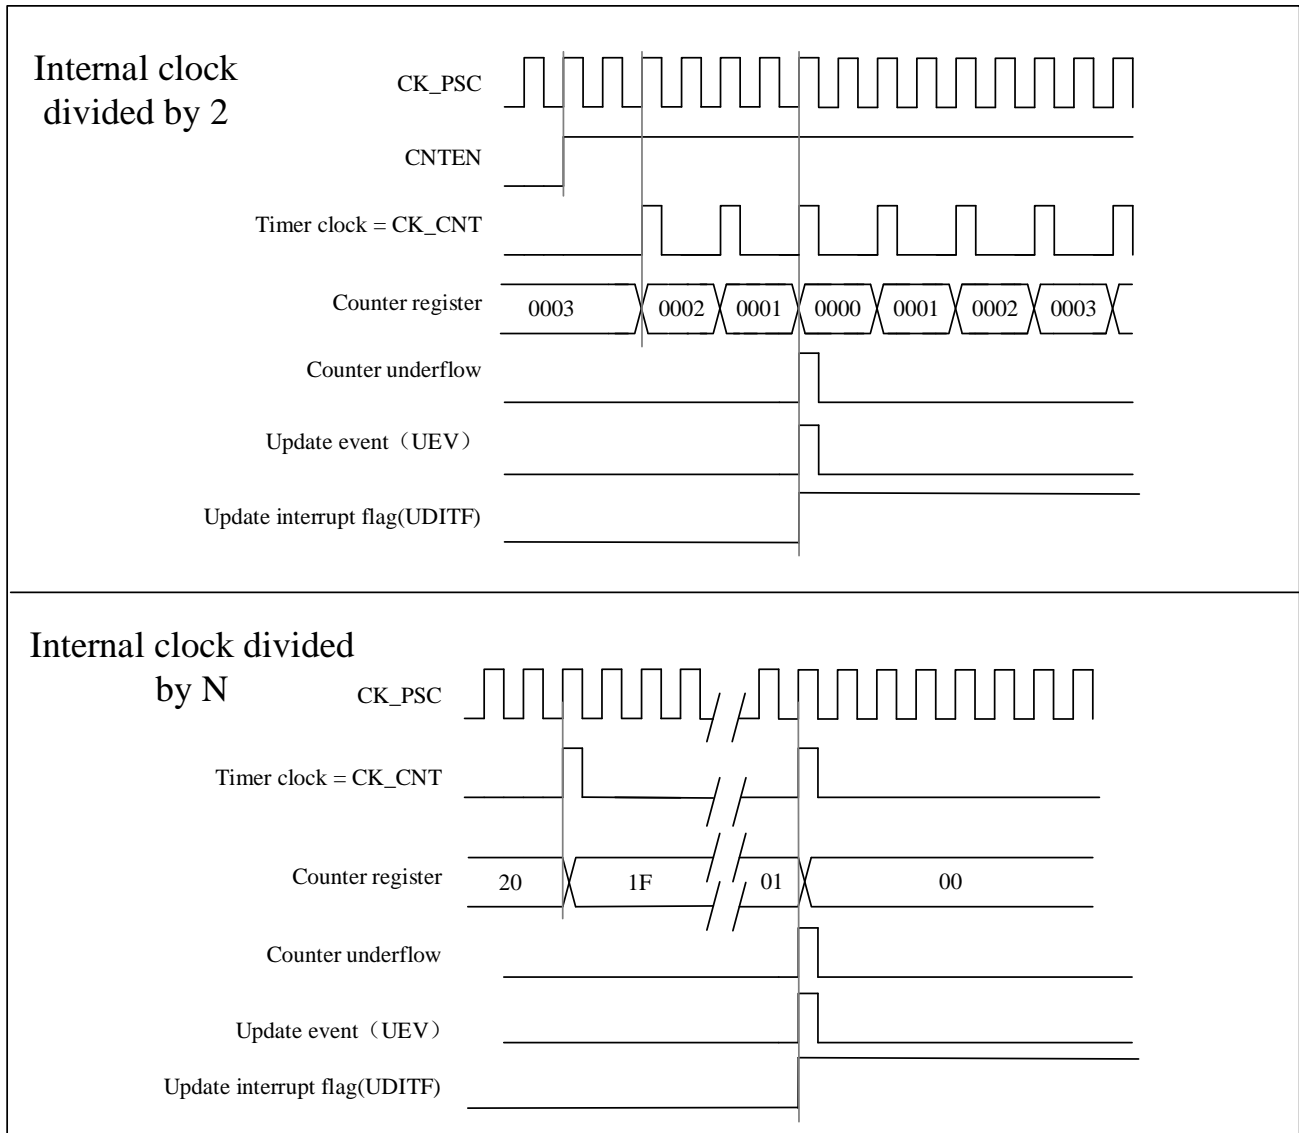 Internal clock
divided by 2
CK_PSC
CNTEN
Timer clock = CK_CNT
Counter register
0003
0002
0001
0000
0001
0002
0003
Counter underflow
Update event（UEV）
Update interrupt flag(UDITF)
Internal clock divided
by N
CK_PSC
Timer clock = CK_CNT
Counter register
20
1F
01
00
Counter underflow
Update event（UEV）
Update interrupt flag(UDITF)